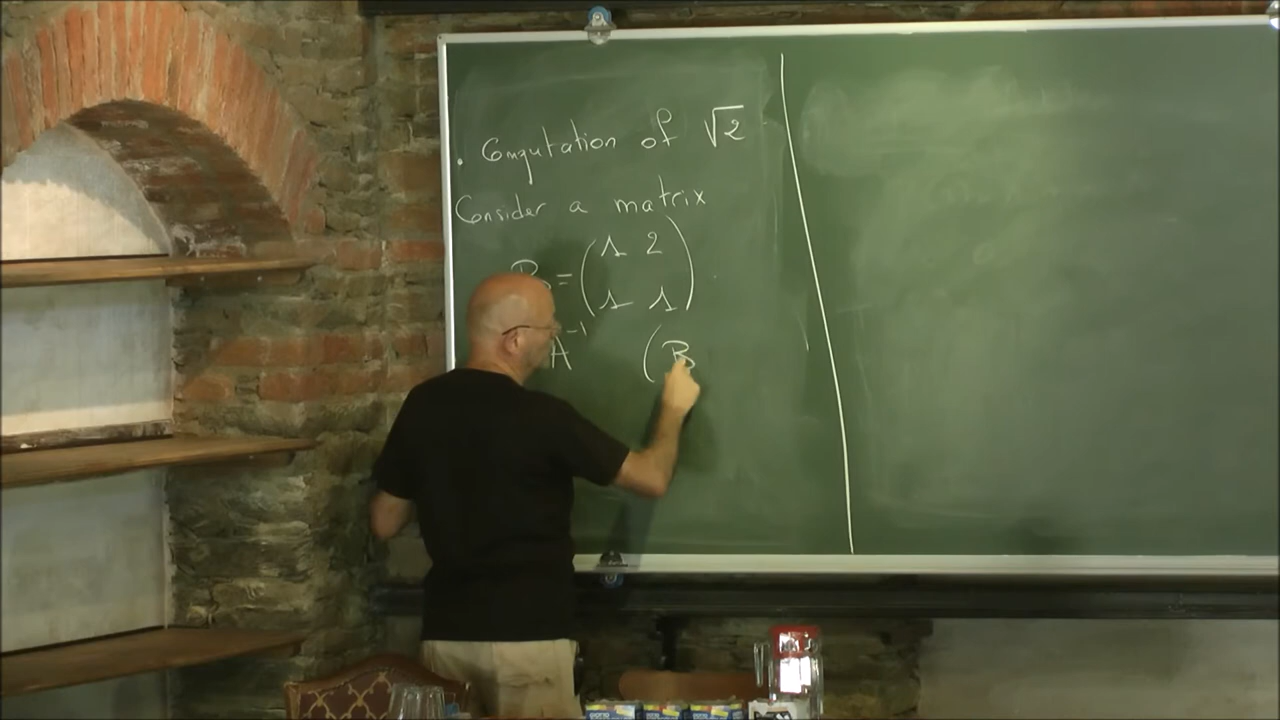 . Computation of √2
Consider a matrix
B = (1 2
1 1)
A⁻¹ (B